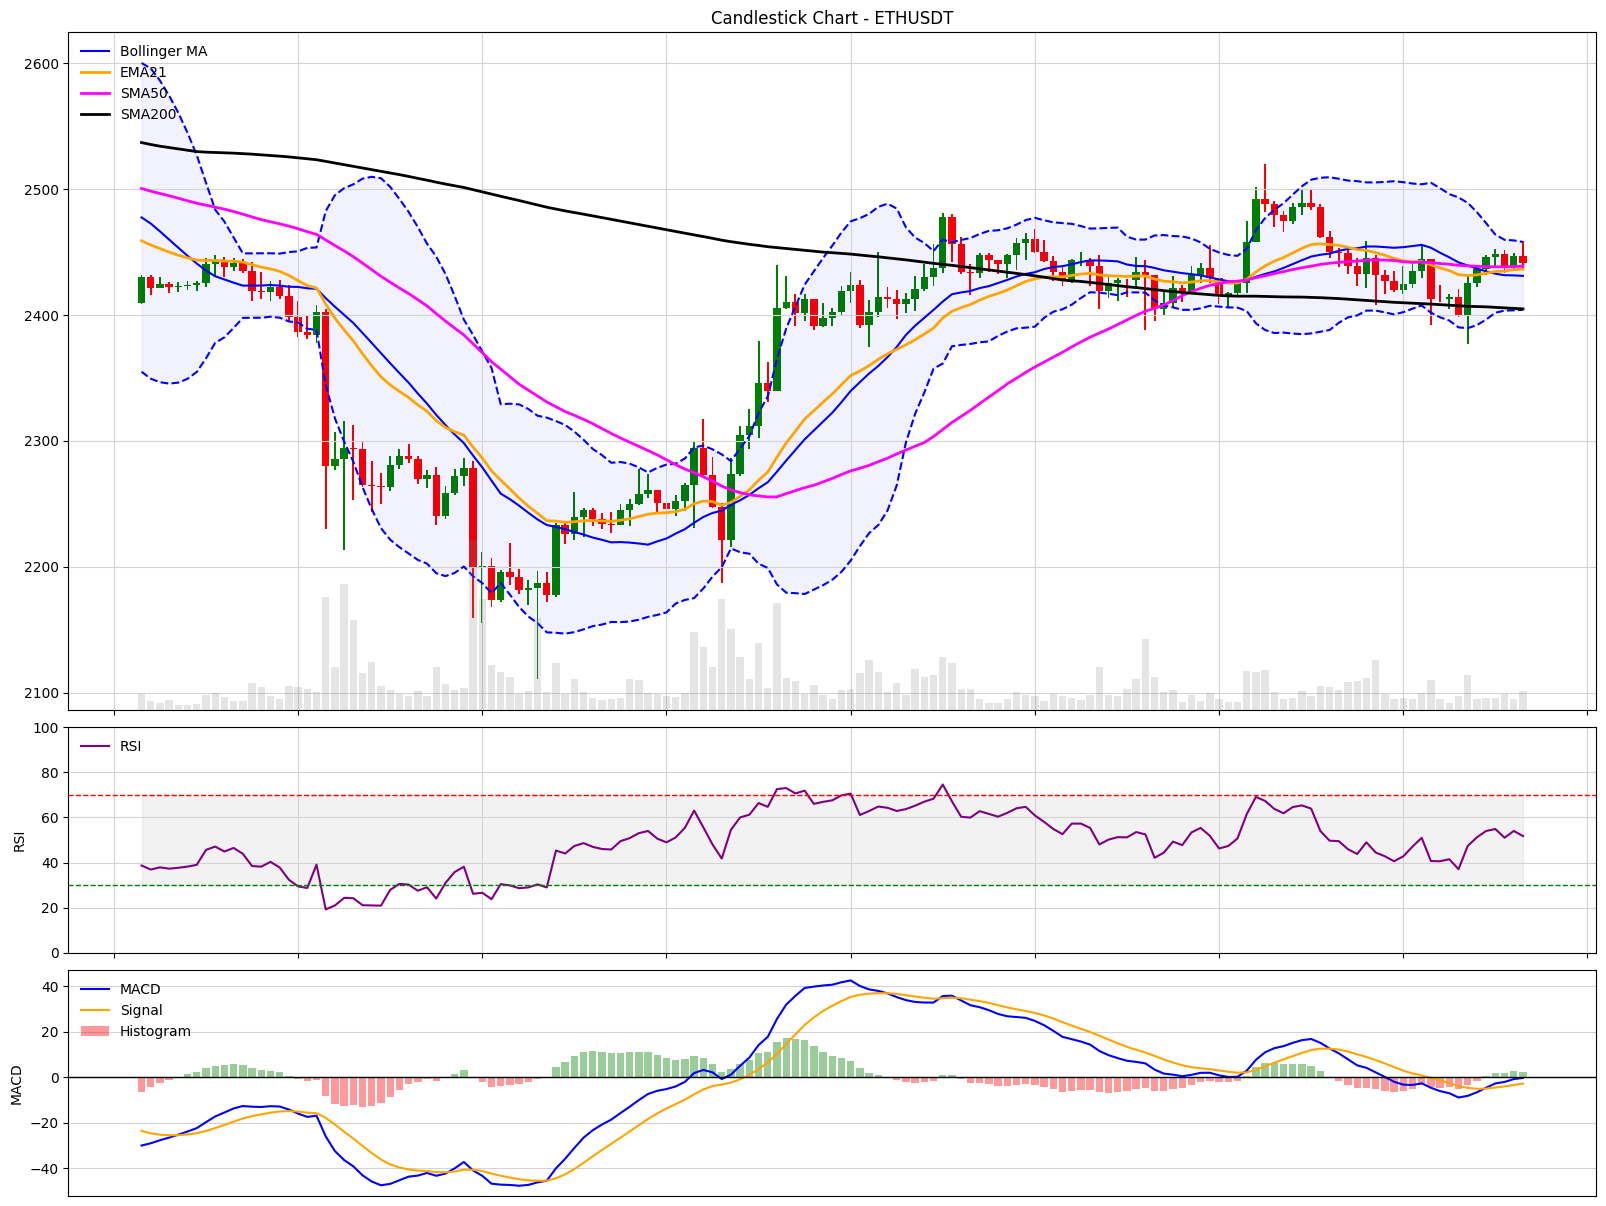 Candlestick Chart - ETHUSDT
Bollinger MA
EMA21
SMA50
SMA200
2600
2500
2400
2300
2200
2100
RSI
100
80
60
40
20
0
RSI
MACD
Signal
Histogram
40
20
0
−20
−40
MACD